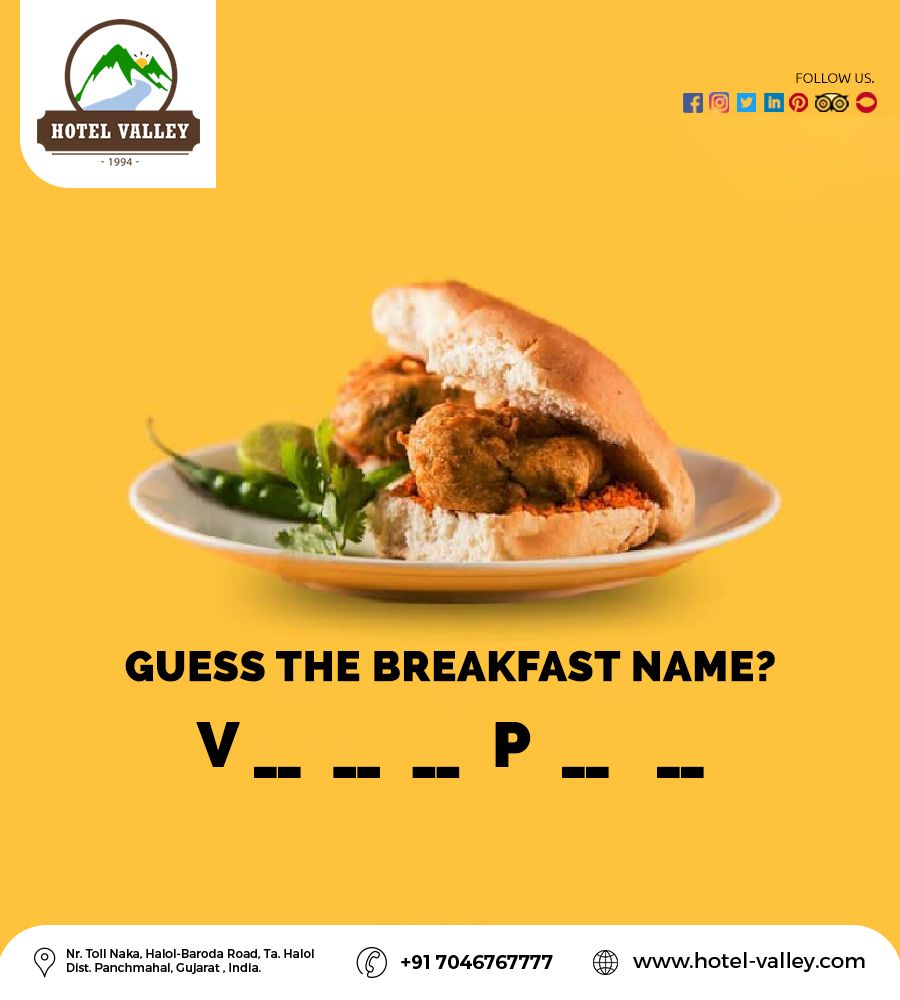 HOTEL VALLEY
- 1994 -
FOLLOW US.
GUESS THE BREAKFAST NAME?
V __ __ __ P __ __
Nr. Toll Naka, Halol-Baroda Road, Ta. Halol
Dist. Panchmahal, Gujarat , India.
+91 7046767777
www.hotel-valley.com